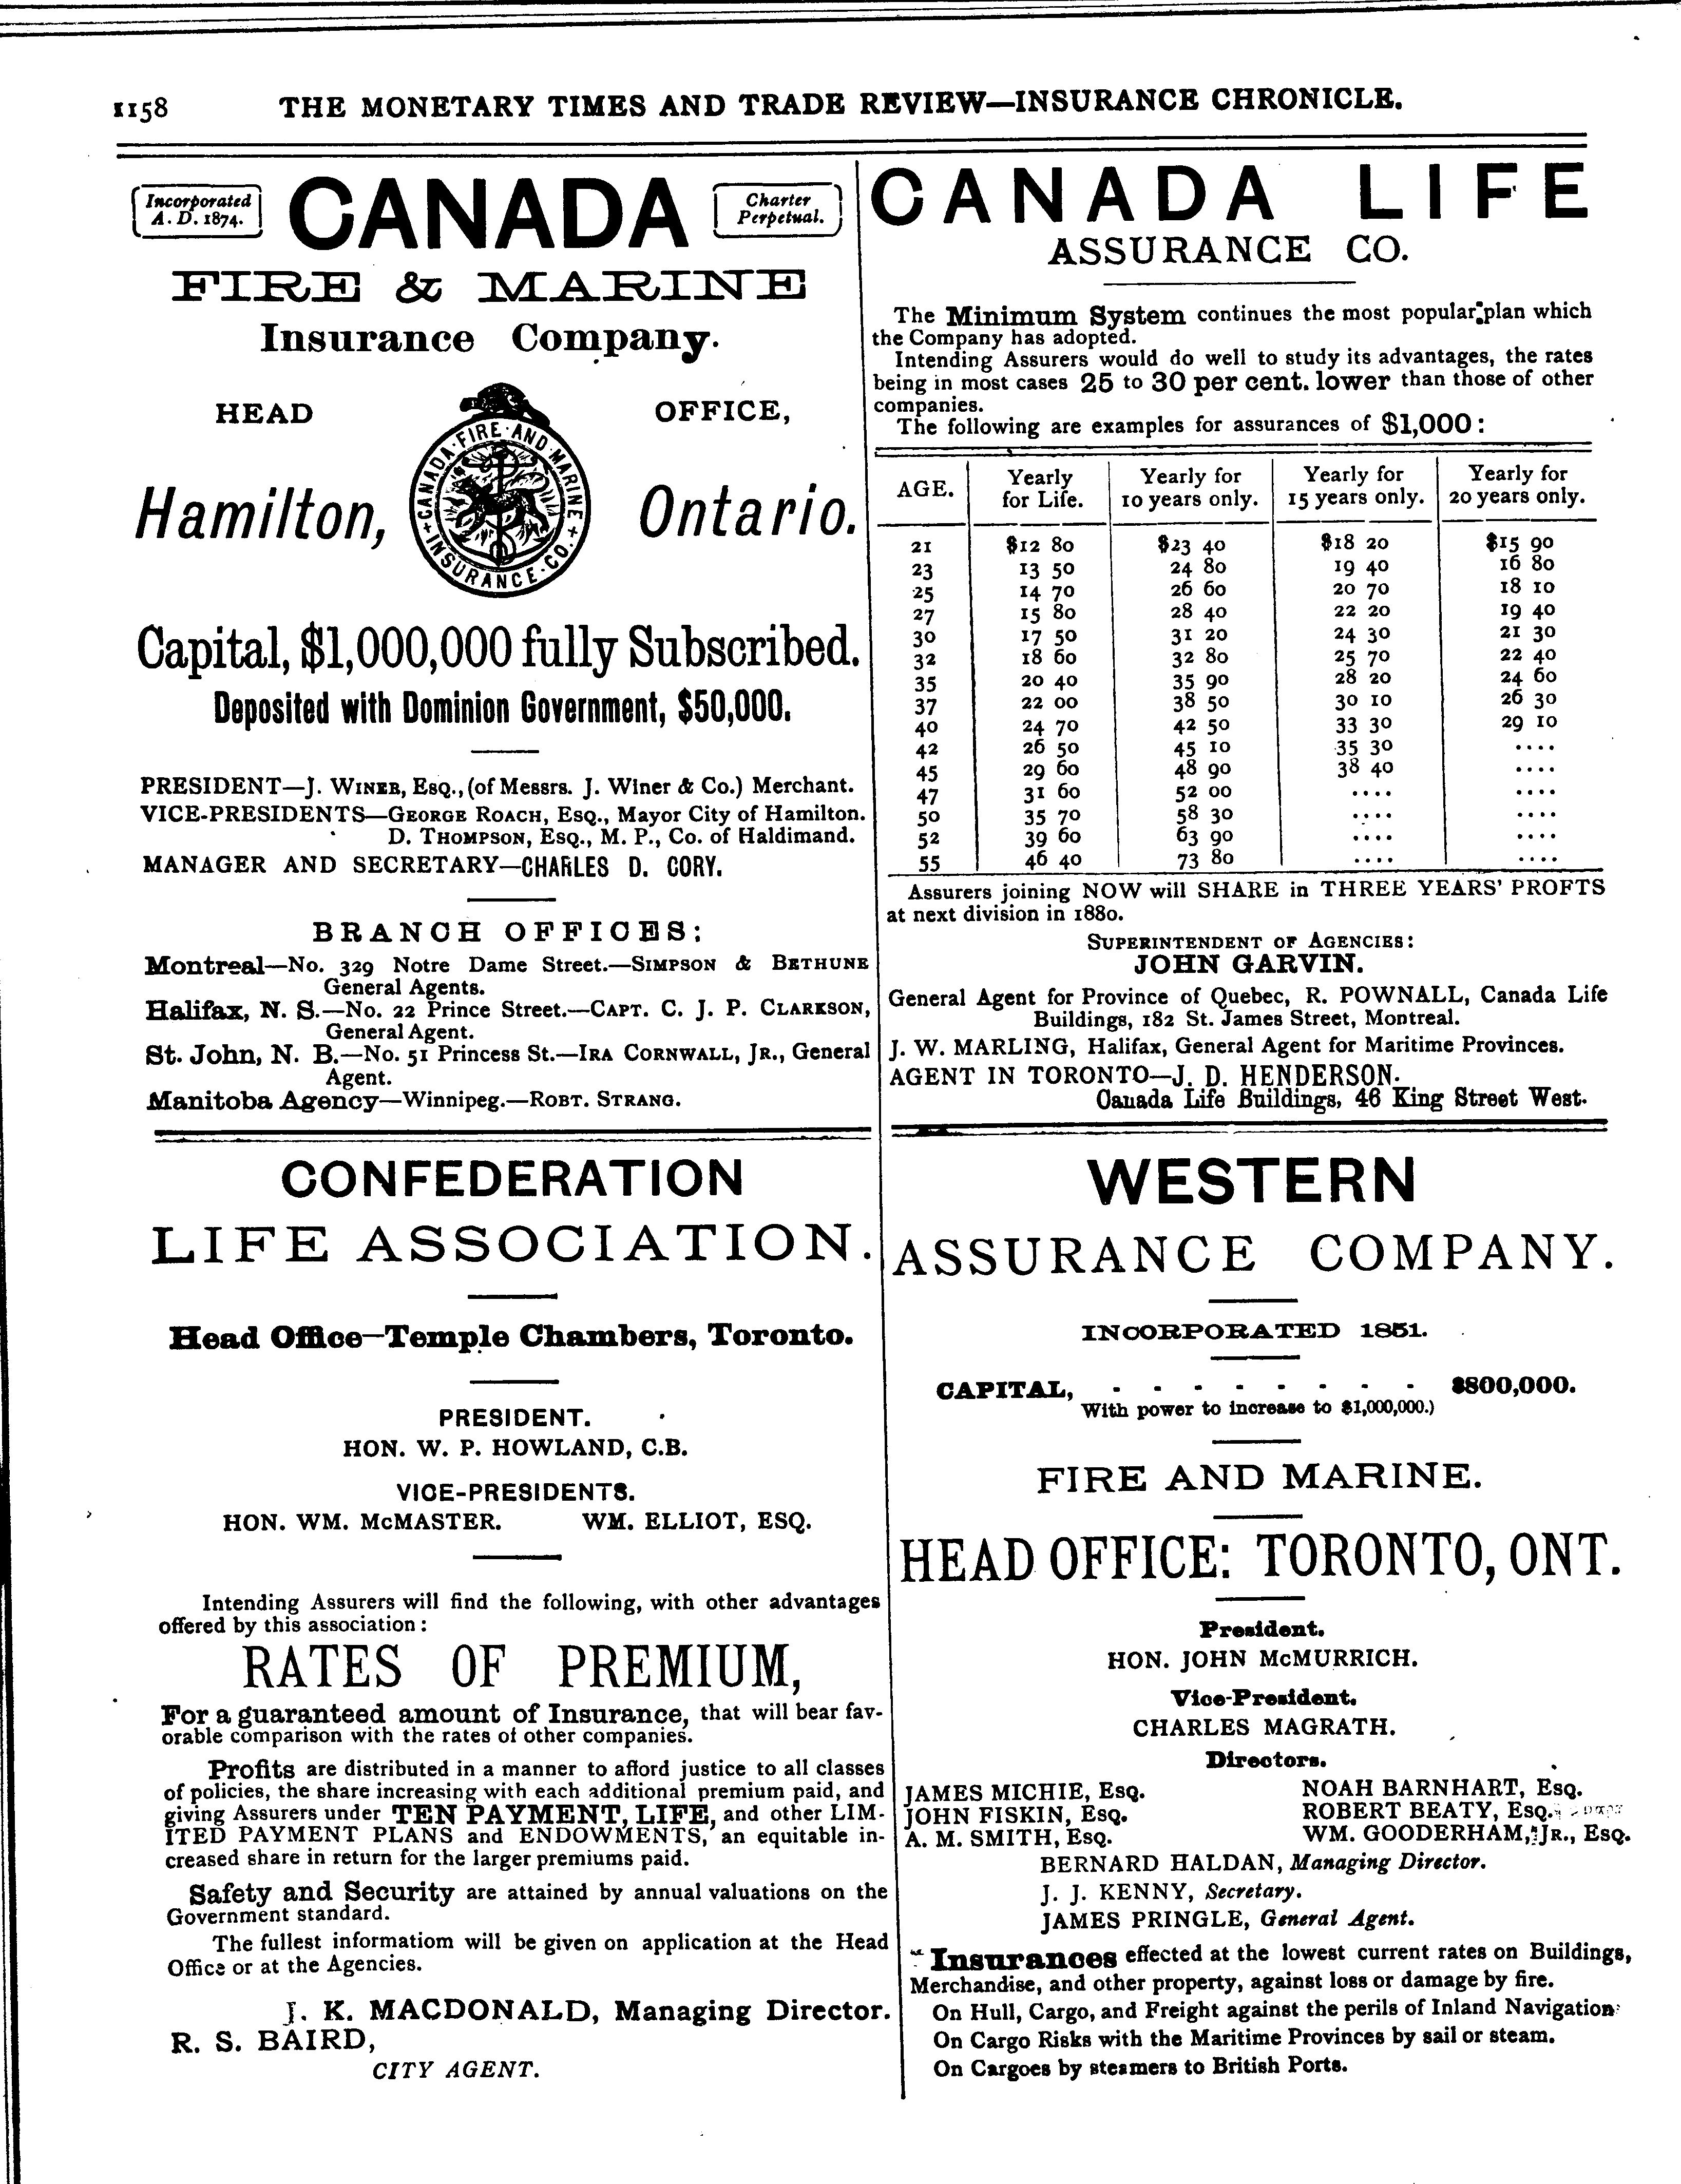 1158 THE MONETARY TIMES AND TRADE REVIEW—INSURANCE CHRONICLE.
Incorporated
A. D. 1874.
CANADA
Charter
Perpetual.
FIRE & MARINE
Insurance Company.
HEAD OFFICE,
CANADA·FIRE·AND·MARINE
INSURANCE·CO.
Hamilton, Ontario.
Capital, $1,000,000 fully Subscribed.
Deposited with Dominion Government, $50,000.
PRESIDENT—J. WINER, ESQ., (of Messrs. J. Winer & Co.) Merchant.
VICE-PRESIDENTS—GEORGE ROACH, ESQ., Mayor City of Hamilton.
D. THOMPSON, ESQ., M. P., Co. of Haldimand.
MANAGER AND SECRETARY—CHARLES D. CORY.
BRANCH OFFICES:
Montreal—No. 329 Notre Dame Street.—SIMPSON & BETHUNE
General Agents.
Halifax, N. S.—No. 22 Prince Street.—CAPT. C. J. P. CLARKSON,
General Agent.
St. John, N. B.—No. 51 Princess St.—IRA CORNWALL, JR., General
Agent.
Manitoba Agency—Winnipeg.—ROBT. STRANG.
CANADA LIFE
ASSURANCE CO.
The Minimum System continues the most popular plan which
the Company has adopted.
Intending Assurers would do well to study its advantages, the rates
being in most cases 25 to 30 per cent. lower than those of other
companies.
The following are examples for assurances of $1,000:
AGE. Yearly for Life. Yearly for 10 years only. Yearly for 15 years only. Yearly for 20 years only.
21 $12 80 $23 40 $18 20 $15 90
23 13 50 24 80 19 40 16 80
25 14 70 26 60 20 70 18 10
27 15 80 28 40 22 20 19 40
30 17 50 31 20 24 30 21 30
32 18 60 32 80 25 70 22 40
35 20 40 35 90 28 20 24 60
37 22 00 38 50 30 10 26 30
40 24 70 42 50 33 30 29 10
42 26 50 45 10 35 30 ....
45 29 60 48 90 38 40 ....
47 31 60 52 00 .... ....
50 35 70 58 30 .... ....
52 39 60 63 90 .... ....
55 46 40 73 80 .... ....
Assurers joining NOW will SHARE in THREE YEARS' PROFTS
at next division in 1880.
SUPERINTENDENT OF AGENCIES:
JOHN GARVIN.
General Agent for Province of Quebec, R. POWNALL, Canada Life
Buildings, 182 St. James Street, Montreal.
J. W. MARLING, Halifax, General Agent for Maritime Provinces.
AGENT IN TORONTO—J. D. HENDERSON.
Canada Life Buildings, 46 King Street West.
CONFEDERATION
LIFE ASSOCIATION.
Head Office—Temple Chambers, Toronto.
PRESIDENT.
HON. W. P. HOWLAND, C.B.
VICE-PRESIDENTS.
HON. WM. McMASTER. WM. ELLIOT, ESQ.
Intending Assurers will find the following, with other advantages
offered by this association:
RATES OF PREMIUM,
For a guaranteed amount of Insurance, that will bear fav-
orable comparison with the rates of other companies.
Profits are distributed in a manner to afford justice to all classes
of policies, the share increasing with each additional premium paid, and
giving Assurers under TEN PAYMENT, LIFE, and other LIM-
ITED PAYMENT PLANS and ENDOWMENTS, an equitable in-
creased share in return for the larger premiums paid.
Safety and Security are attained by annual valuations on the
Government standard.
The fullest informatiom will be given on application at the Head
Office or at the Agencies.
J. K. MACDONALD, Managing Director.
R. S. BAIRD,
CITY AGENT.
WESTERN
ASSURANCE COMPANY.
INCORPORATED 1851.
CAPITAL, - - - - - - - - $800,000.
With power to increase to $1,000,000.)
FIRE AND MARINE.
HEAD OFFICE: TORONTO, ONT.
President.
HON. JOHN McMURRICH.
Vice-President.
CHARLES MAGRATH.
Directors.
JAMES MICHIE, ESQ. NOAH BARNHART, ESQ.
JOHN FISKIN, ESQ. ROBERT BEATY, ESQ.
A. M. SMITH, ESQ. WM. GOODERHAM, JR., ESQ.
BERNARD HALDAN, Managing Director.
J. J. KENNY, Secretary.
JAMES PRINGLE, General Agent.
Insurances effected at the lowest current rates on Buildings,
Merchandise, and other property, against loss or damage by fire.
On Hull, Cargo, and Freight against the perils of Inland Navigation
On Cargo Risks with the Maritime Provinces by sail or steam.
On Cargoes by steamers to British Ports.